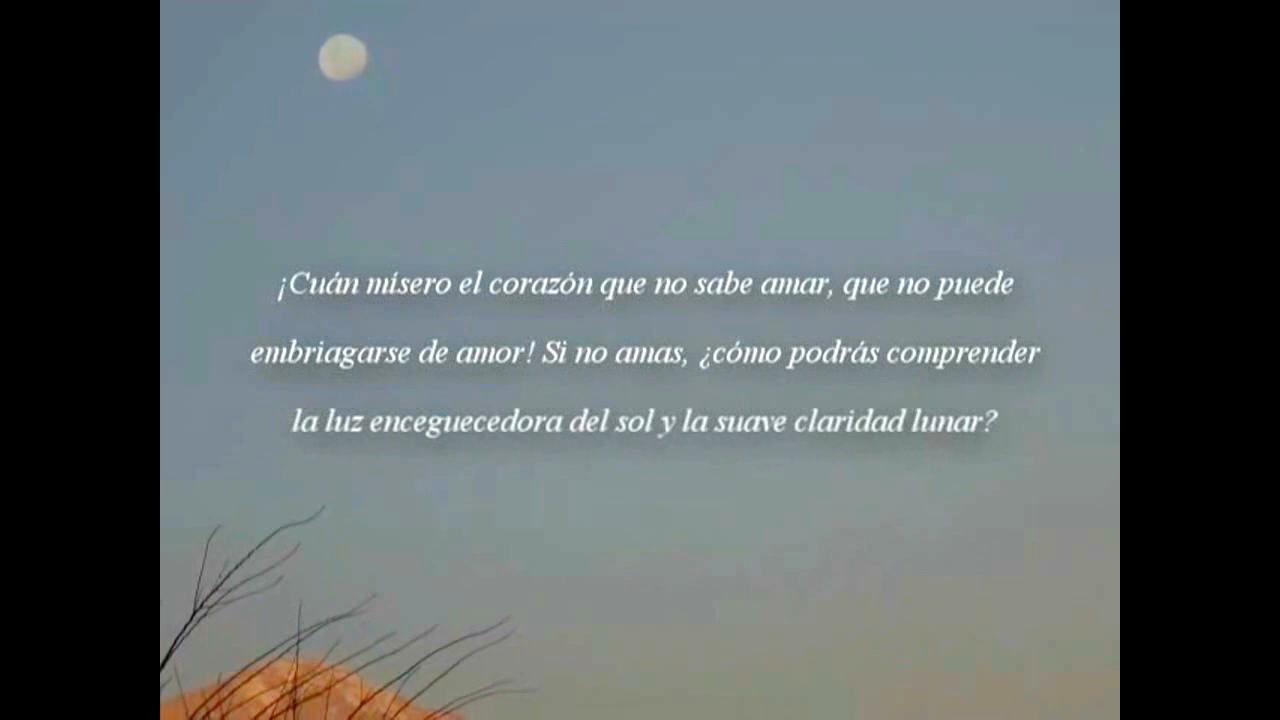 ¡Cuán mísero el corazón que no sabe amar, que no puede
embriagarse de amor! Si no amas, ¿cómo podrás comprender
la luz enceguecedora del sol y la suave claridad lunar?